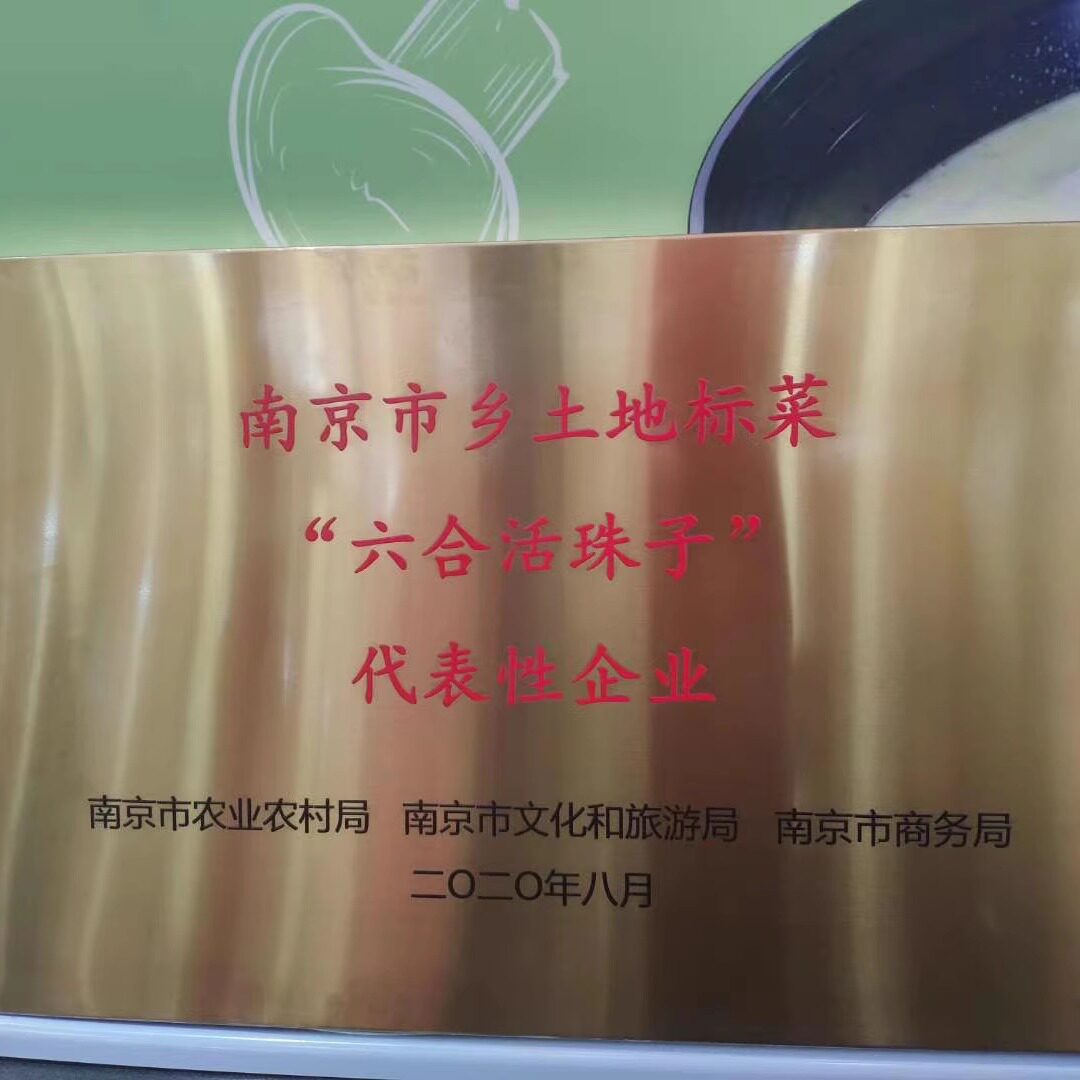 南京市乡土地标菜
“六合活珠子”
代表性企业
南京市农业农村局 南京市文化和旅游局 南京市商务局
二〇二〇年八月